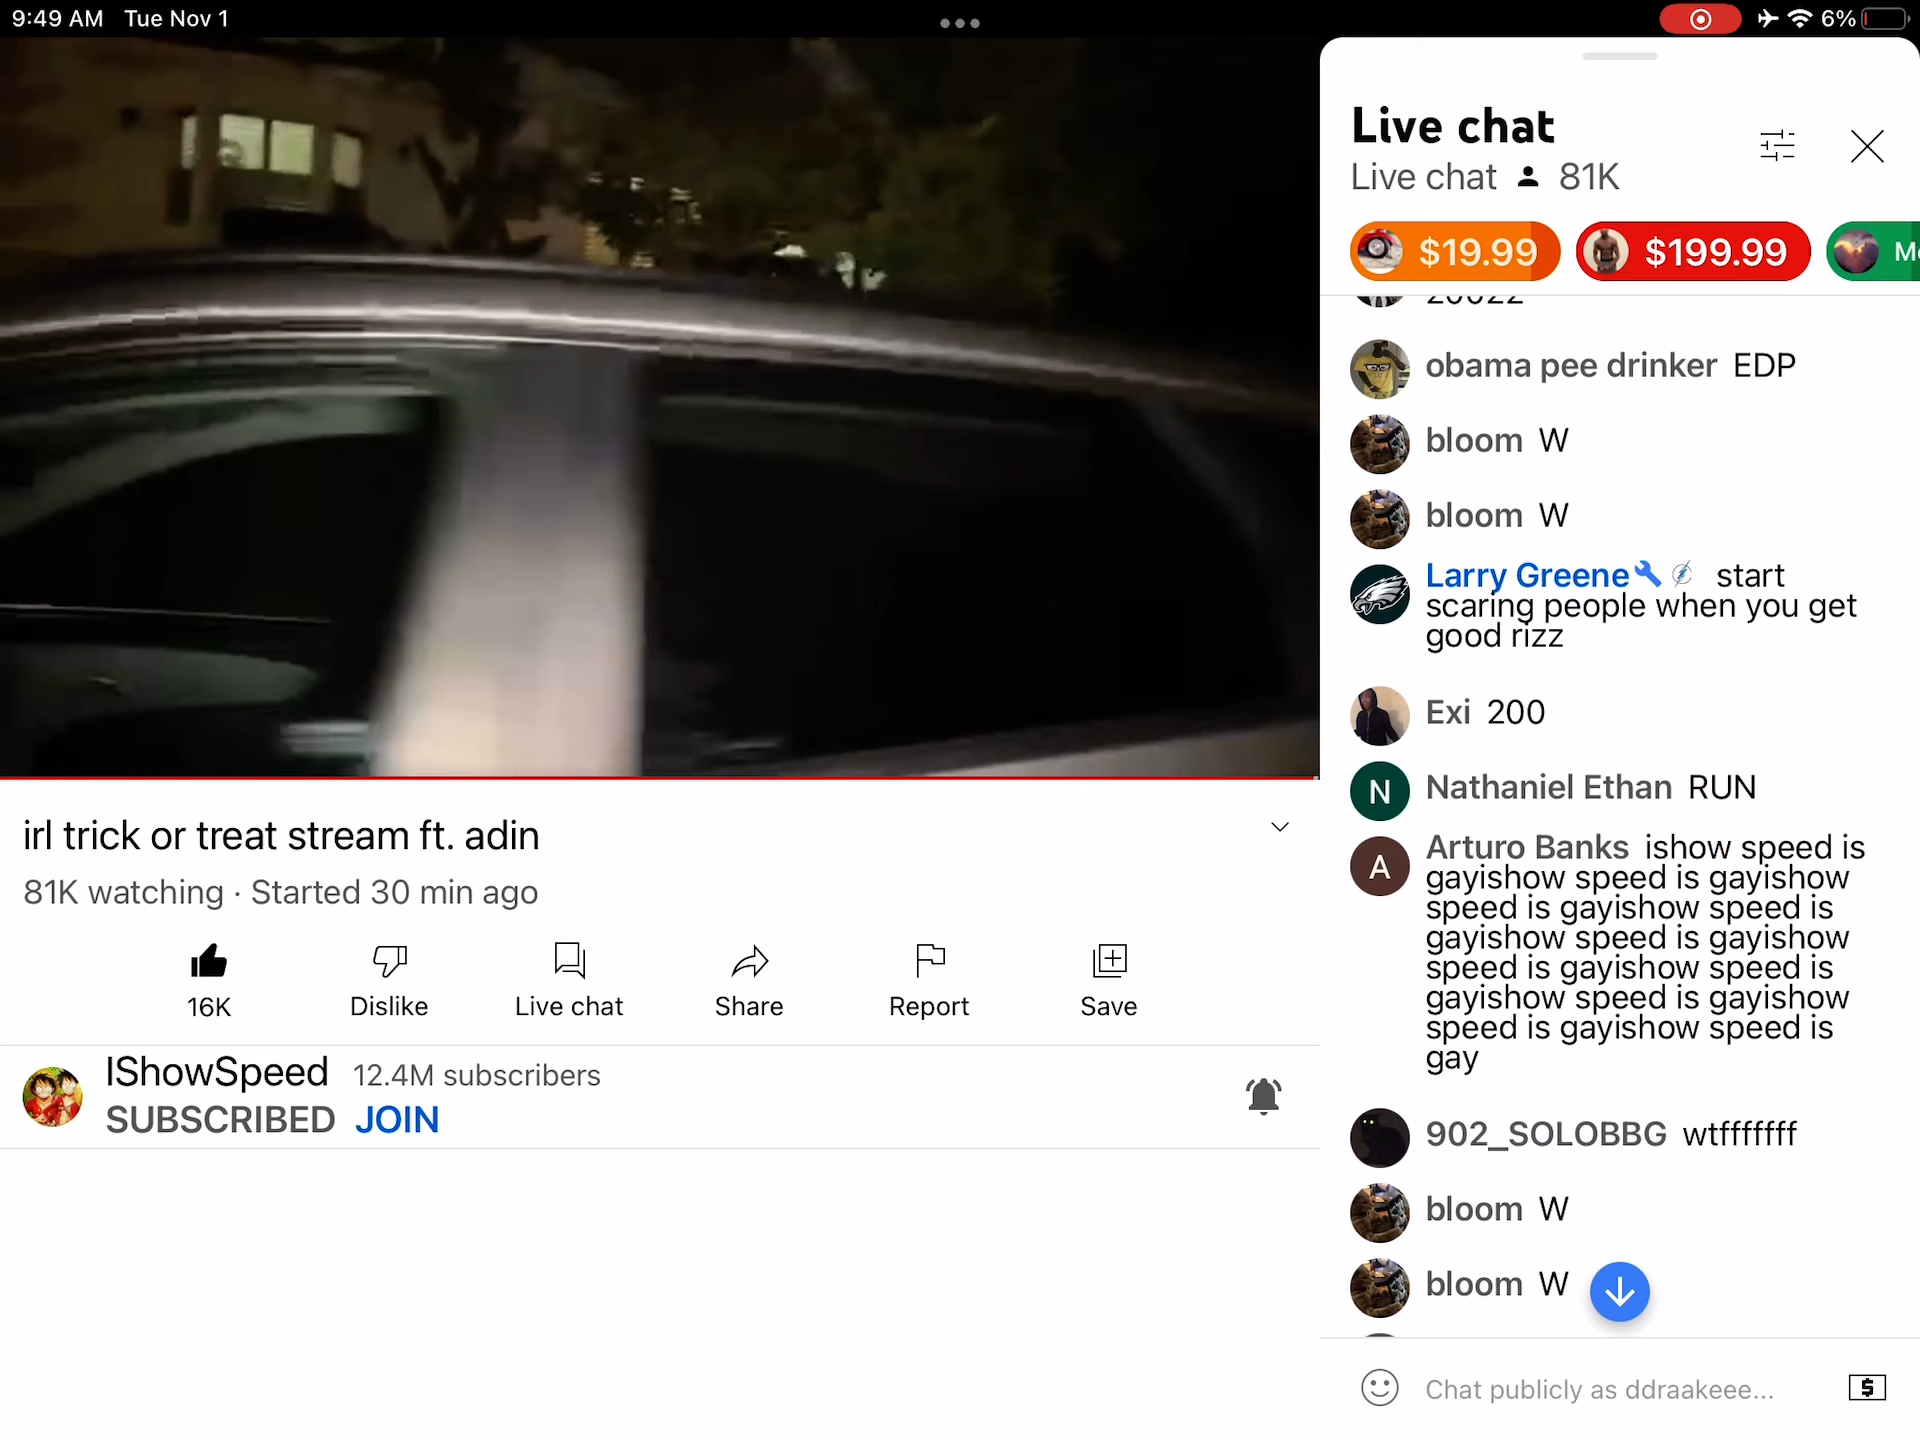 9:49 AM Tue Nov 1
6%
Live chat
Live chat 81K
$19.99 $199.99
obama pee drinker EDP
bloom W
bloom W
Larry Greene start
scaring people when you get
good rizz
Exi 200
Nathaniel Ethan RUN
Arturo Banks ishow speed is
gayishow speed is gayishow
speed is gayishow speed is
gayishow speed is gayishow
speed is gayishow speed is
gayishow speed is gayishow
speed is gayishow speed is
gay
902_SOLOBBG wtfffffff
bloom W
bloom W
Chat publicly as ddraakeee...
irl trick or treat stream ft. adin
81K watching · Started 30 min ago
16K Dislike Live chat Share Report Save
IShowSpeed 12.4M subscribers
SUBSCRIBED JOIN
N
A
$